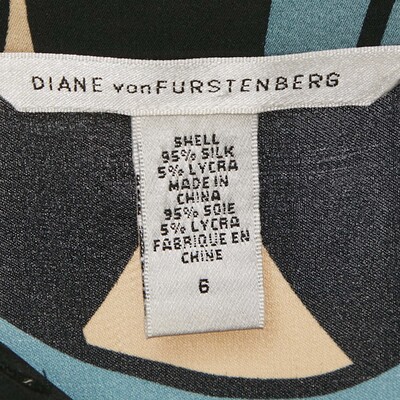 DIANE vonFURSTENBERG
SHELL
95% SILK
5% LYCRA
MADE IN
CHINA
95% SOIE
5% LYCRA
FABRIQUE EN
CHINE
6